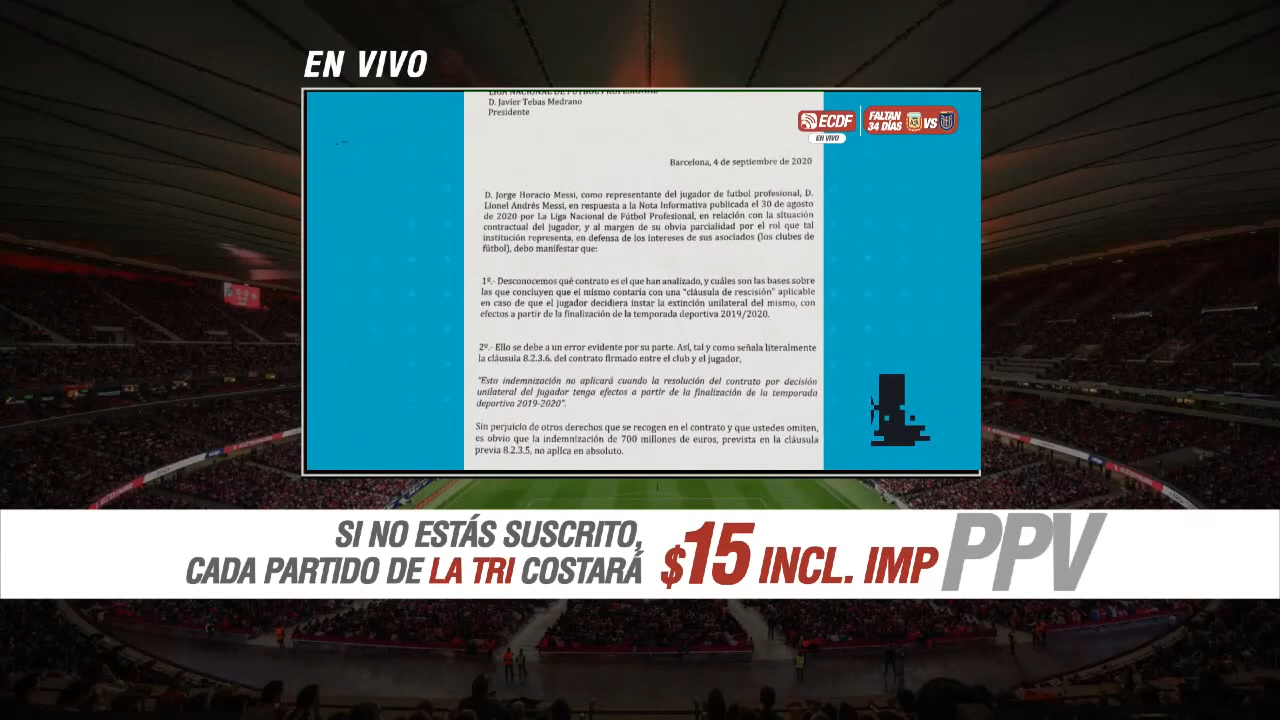 EN VIVO
LIGA NACIONAL DE FÚTBOL PROFESIONAL
D. Javier Tebas Medrano
Presidente
ECDF
EN VIVO
FALTAN
34 DÍAS
VS
Barcelona, 4 de septiembre de 2020
D. Jorge Horacio Messi, como representante del jugador de futbol profesional, D.
Lionel Andrés Messi, en respuesta a la Nota Informativa publicada el 30 de agosto
de 2020 por La Liga Nacional de Fútbol Profesional, en relación con la situación
contractual del jugador, y al margen de su obvia parcialidad por el rol que tal
institución representa, en defensa de los intereses de sus asociados (los clubes de
fútbol), debo manifestar que:
1º.- Desconocemos qué contrato es el que han analizado, y cuáles son las bases sobre
las que concluyen que el mismo contaría con una "cláusula de rescisión" aplicable
en caso de que el jugador decidiera instar la extinción unilateral del mismo, con
efectos a partir de la finalización de la temporada deportiva 2019/2020.
2º.- Ello se debe a un error evidente por su parte. Así, tal y como señala literalmente
la cláusula 8.2.3.6. del contrato firmado entre el club y el jugador,
"Esta indemnización no aplicará cuando la resolución del contrato por decisión
unilateral del jugador tenga efectos a partir de la finalización de la temporada
deportiva 2019-2020".
Sin perjuicio de otros derechos que se recogen en el contrato y que ustedes omiten,
es obvio que la indemnización de 700 millones de euros, prevista en la cláusula
previa 8.2.3.5, no aplica en absoluto.
SI NO ESTÁS SUSCRITO,
CADA PARTIDO DE LA TRI COSTARÁ
$15 INCL. IMP
PPV